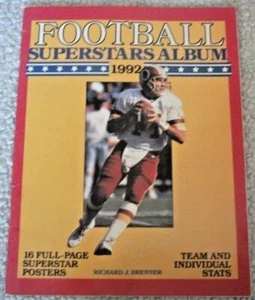 FOOTBALL
SUPERSTARS ALBUM
1992
16 FULL-PAGE
SUPERSTAR
POSTERS
RICHARD J. BRENNER
TEAM AND
INDIVIDUAL
STATS